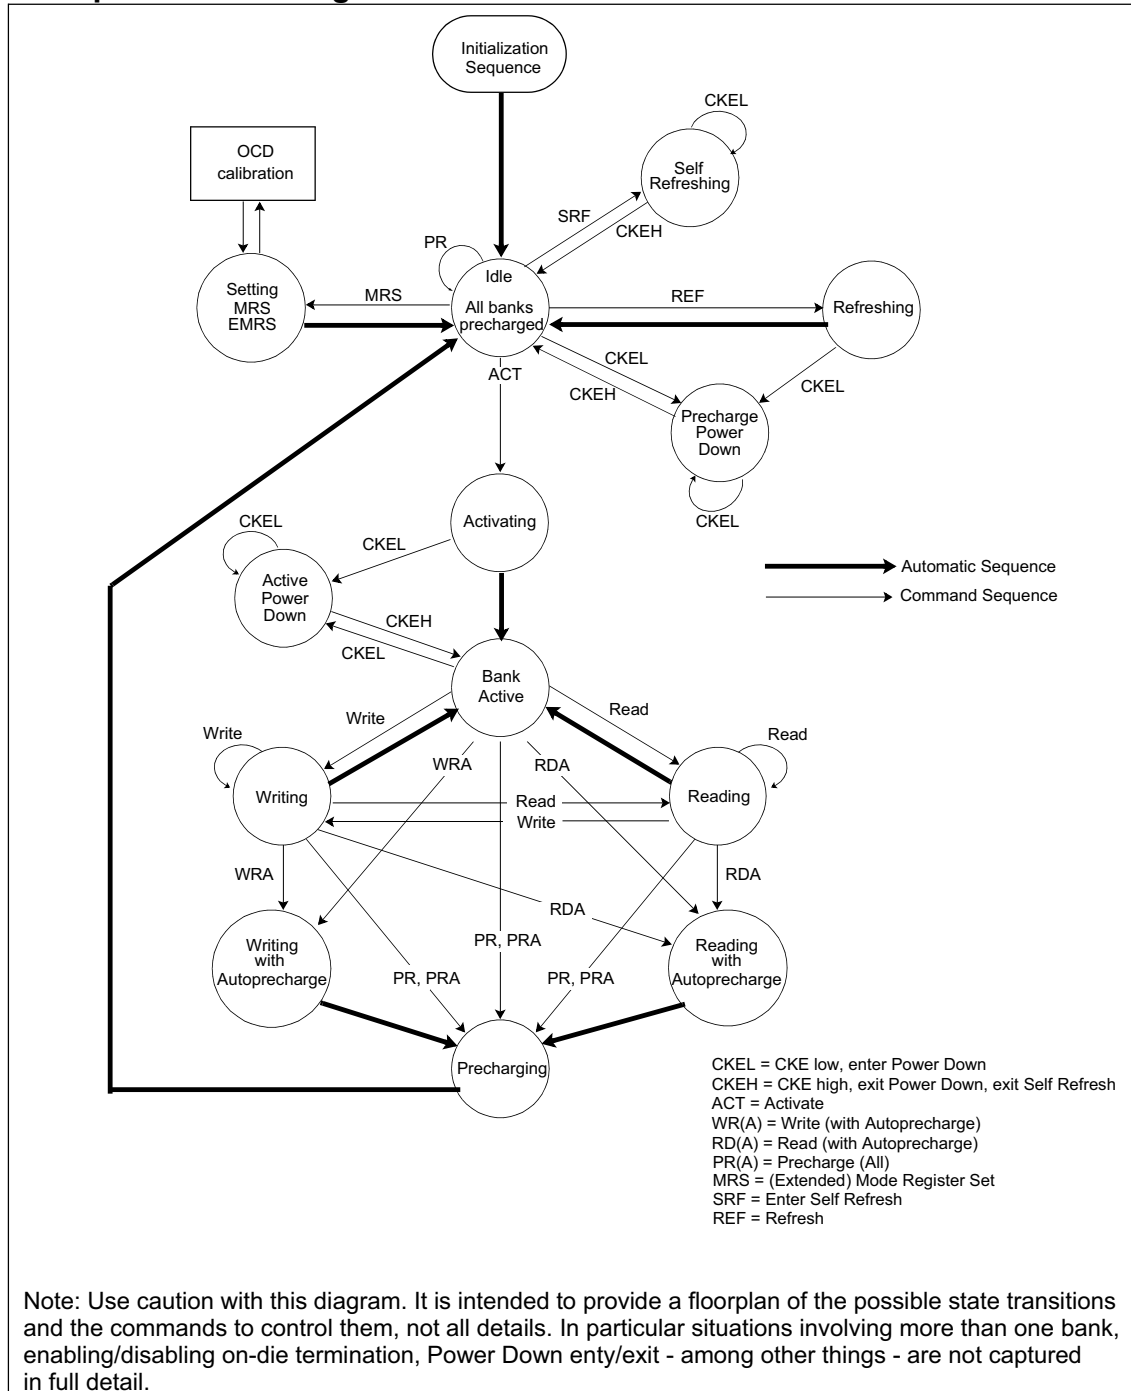 Initialization
Sequence
CKEL
OCD
calibration
Self
Refreshing
SRF
CKEH
PR
Idle
Setting
MRS
EMRS
MRS
All banks
precharged
REF
Refreshing
CKEL
CKEH
CKEL
ACT
Precharge
Power
Down
CKEL
Activating
CKEL
CKEL
Active
Power
Down
Automatic Sequence
Command Sequence
CKEH
CKEL
Bank
Active
Write
Read
Write
Read
WRA
RDA
Writing
Reading
Read
Write
WRA
RDA
RDA
PR, PRA
Writing
with
Autoprecharge
Reading
with
Autoprecharge
PR, PRA
PR, PRA
Precharging
CKEL = CKE low, enter Power Down
CKEH = CKE high, exit Power Down, exit Self Refresh
ACT = Activate
WR(A) = Write (with Autoprecharge)
RD(A) = Read (with Autoprecharge)
PR(A) = Precharge (All)
MRS = (Extended) Mode Register Set
SRF = Enter Self Refresh
REF = Refresh
Note: Use caution with this diagram. It is intended to provide a floorplan of the possible state transitions
and the commands to control them, not all details. In particular situations involving more than one bank,
enabling/disabling on-die termination, Power Down enty/exit - among other things - are not captured
in full detail.